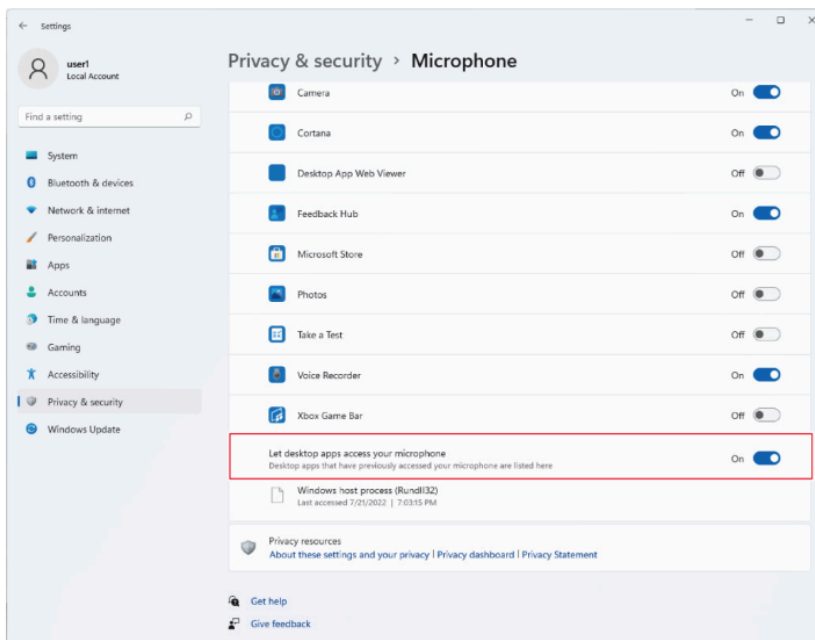 Settings
user1
Local Account
Find a setting
System
Bluetooth & devices
Network & internet
Personalization
Apps
Accounts
Time & language
Gaming
Accessibility
Privacy & security
Windows Update
Privacy & security > Microphone
Camera On
Cortana On
Desktop App Web Viewer Off
Feedback Hub On
Microsoft Store Off
Photos Off
Take a Test Off
Voice Recorder On
Xbox Game Bar Off
Let desktop apps access your microphone On
Desktop apps that have previously accessed your microphone are listed here
Windows host process (Rundll32)
Last accessed 7/21/2022 | 7:03:15 PM
Privacy resources
About these settings and your privacy | Privacy dashboard | Privacy Statement
Get help
Give feedback